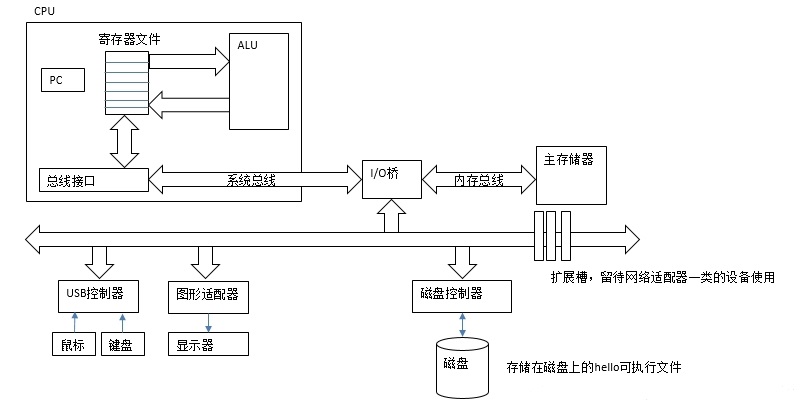 CPU
寄存器文件
ALU
PC
总线接口
系统总线
I/O桥
内存总线
主存储器
扩展槽，留待网络适配器一类的设备使用
USB控制器
图形适配器
磁盘控制器
鼠标
键盘
显示器
磁盘
存储在磁盘上的hello可执行文件